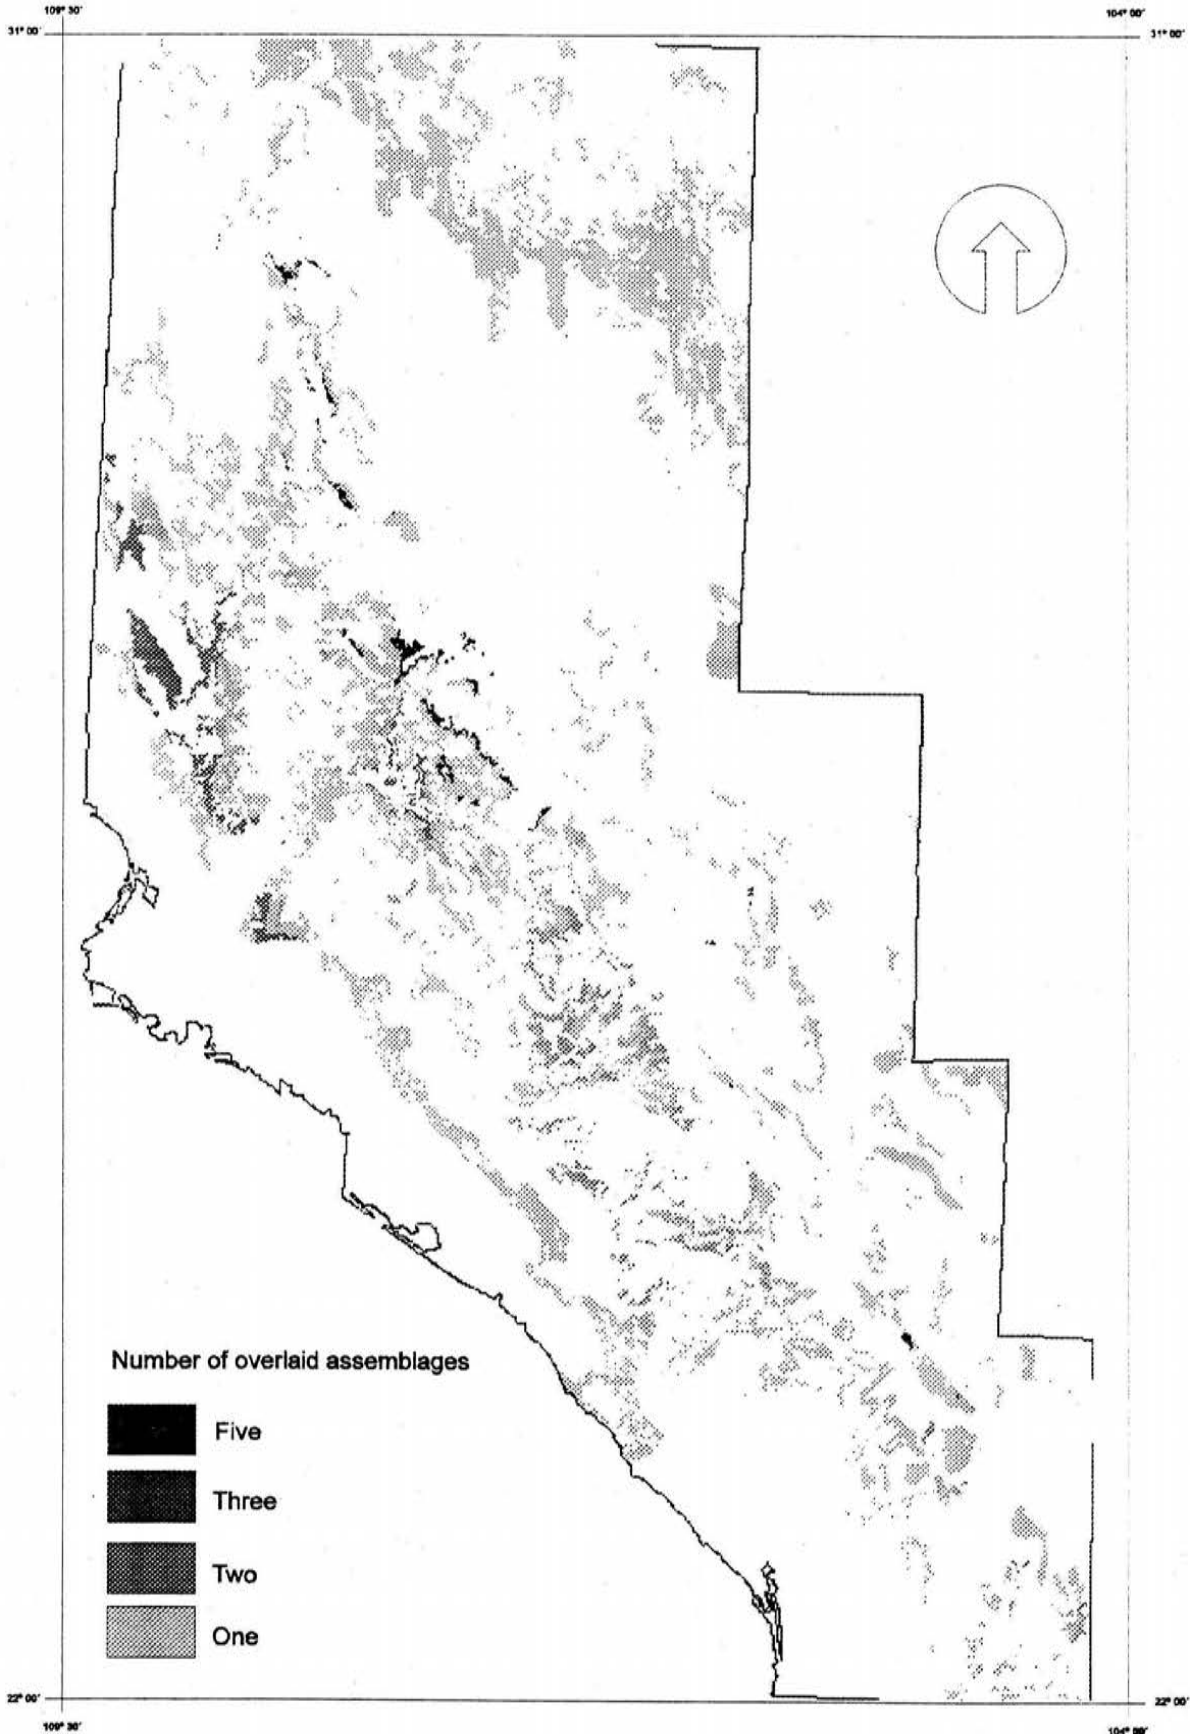 109° 30'
104° 00'
31° 00'
31° 00'
Number of overlaid assemblages
Five
Three
Two
One
22° 00'
22° 00'
109° 30'
104° 00'